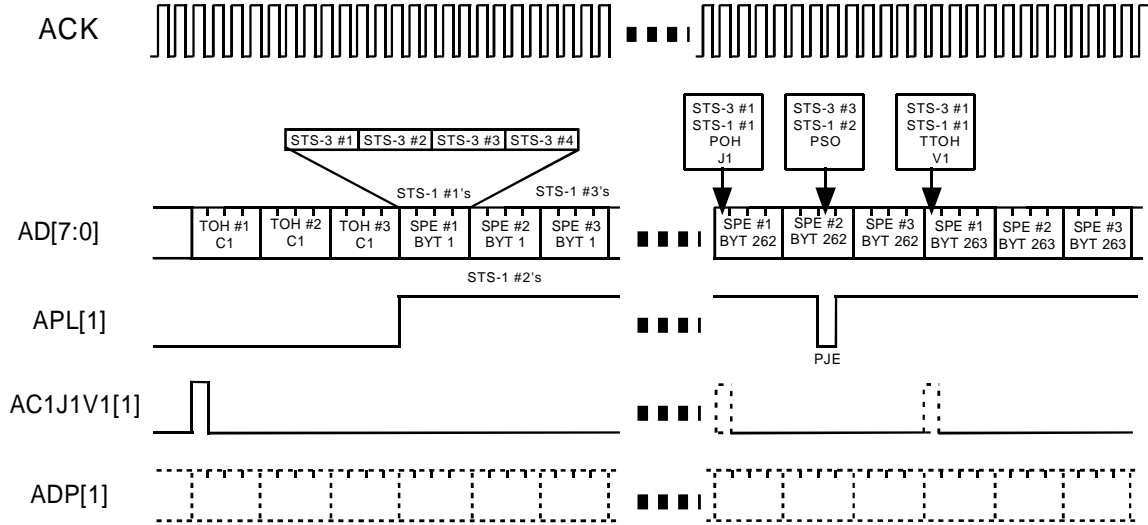 ACK
STS-3 #1
STS-1 #1
POH
J1
STS-3 #3
STS-1 #2
PSO
STS-3 #1
STS-1 #1
TTOH
V1
STS-3 #1 STS-3 #2 STS-3 #3 STS-3 #4
STS-1 #1's STS-1 #3's
AD[7:0]
TOH #1
C1
TOH #2
C1
TOH #3
C1
SPE #1
BYT 1
SPE #2
BYT 1
SPE #3
BYT 1
SPE #1
BYT 262
SPE #2
BYT 262
SPE #3
BYT 262
SPE #1
BYT 263
SPE #2
BYT 263
SPE #3
BYT 263
STS-1 #2's
APL[1]
PJE
AC1J1V1[1]
ADP[1]